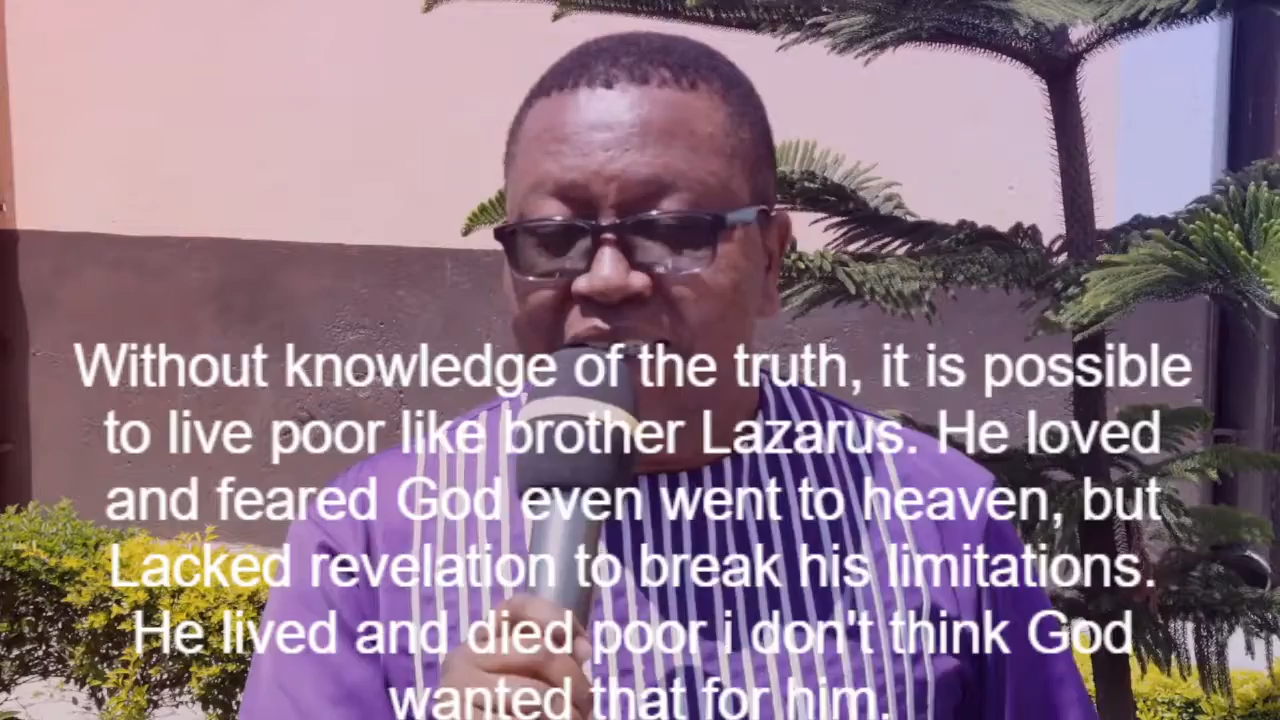 Without knowledge of the truth, it is possible
to live poor like brother Lazarus. He loved
and feared God even went to heaven, but
Lacked revelation to break his limitations.
He lived and died poor i don't think God
wanted that for him.